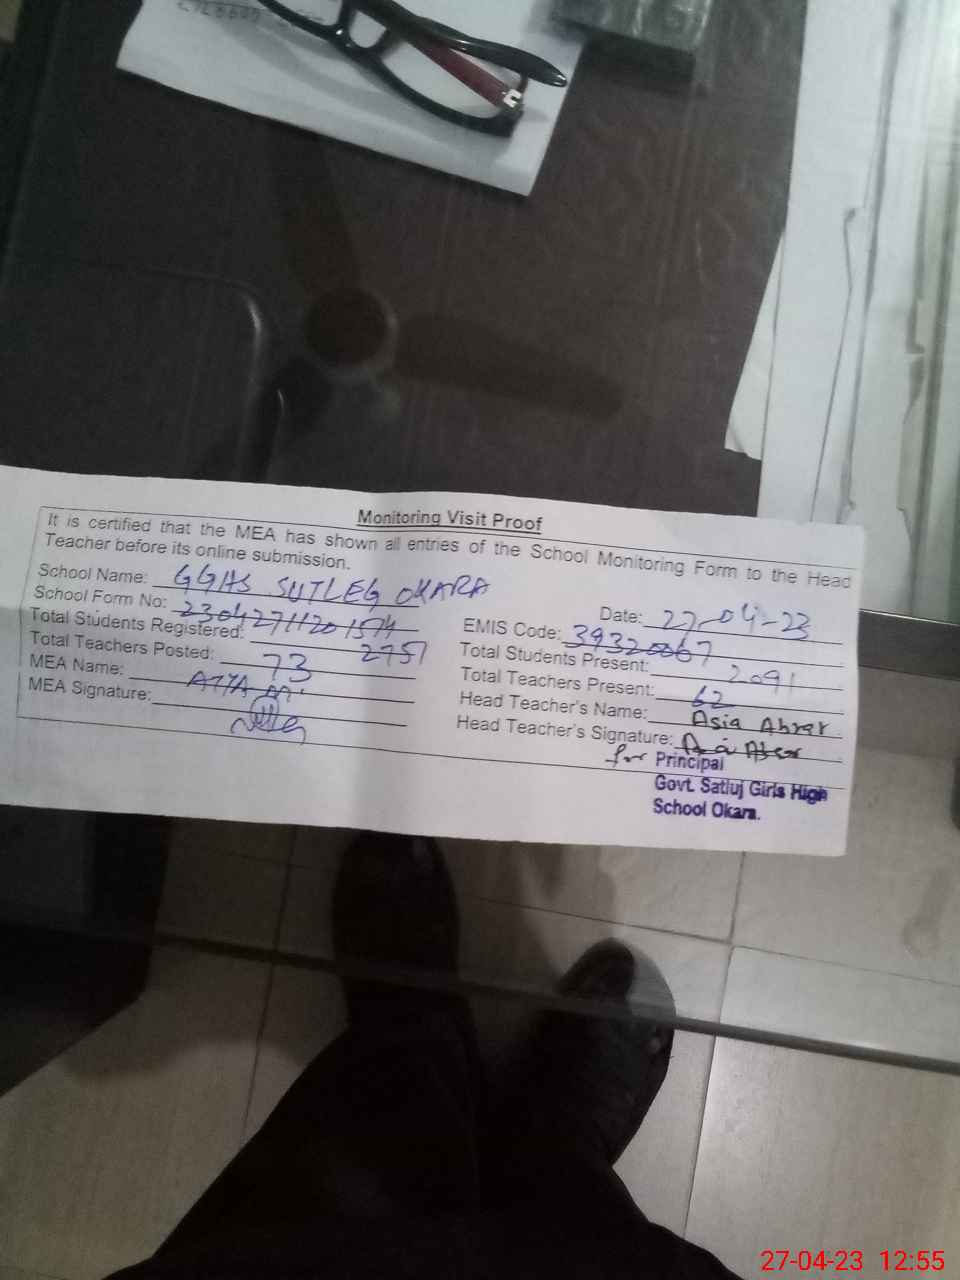 Monitoring Visit Proof
It is certified that the MEA has shown all entries of the School Monitoring Form to the Head
Teacher before its online submission.
School Name: GGHS SUTLEG OKARA
Date: 27-04-23
School Form No: 23042711201574
EMIS Code: 39320067
Total Students Registered: 2757
Total Students Present: 2091
Total Teachers Posted: 73
Total Teachers Present: 62
MEA Name:
Head Teacher's Name: Asia Abrar
MEA Signature:
Head Teacher's Signature:
for Principal
Govt. Satluj Girls High
School Okara.
27-04-23 12:55